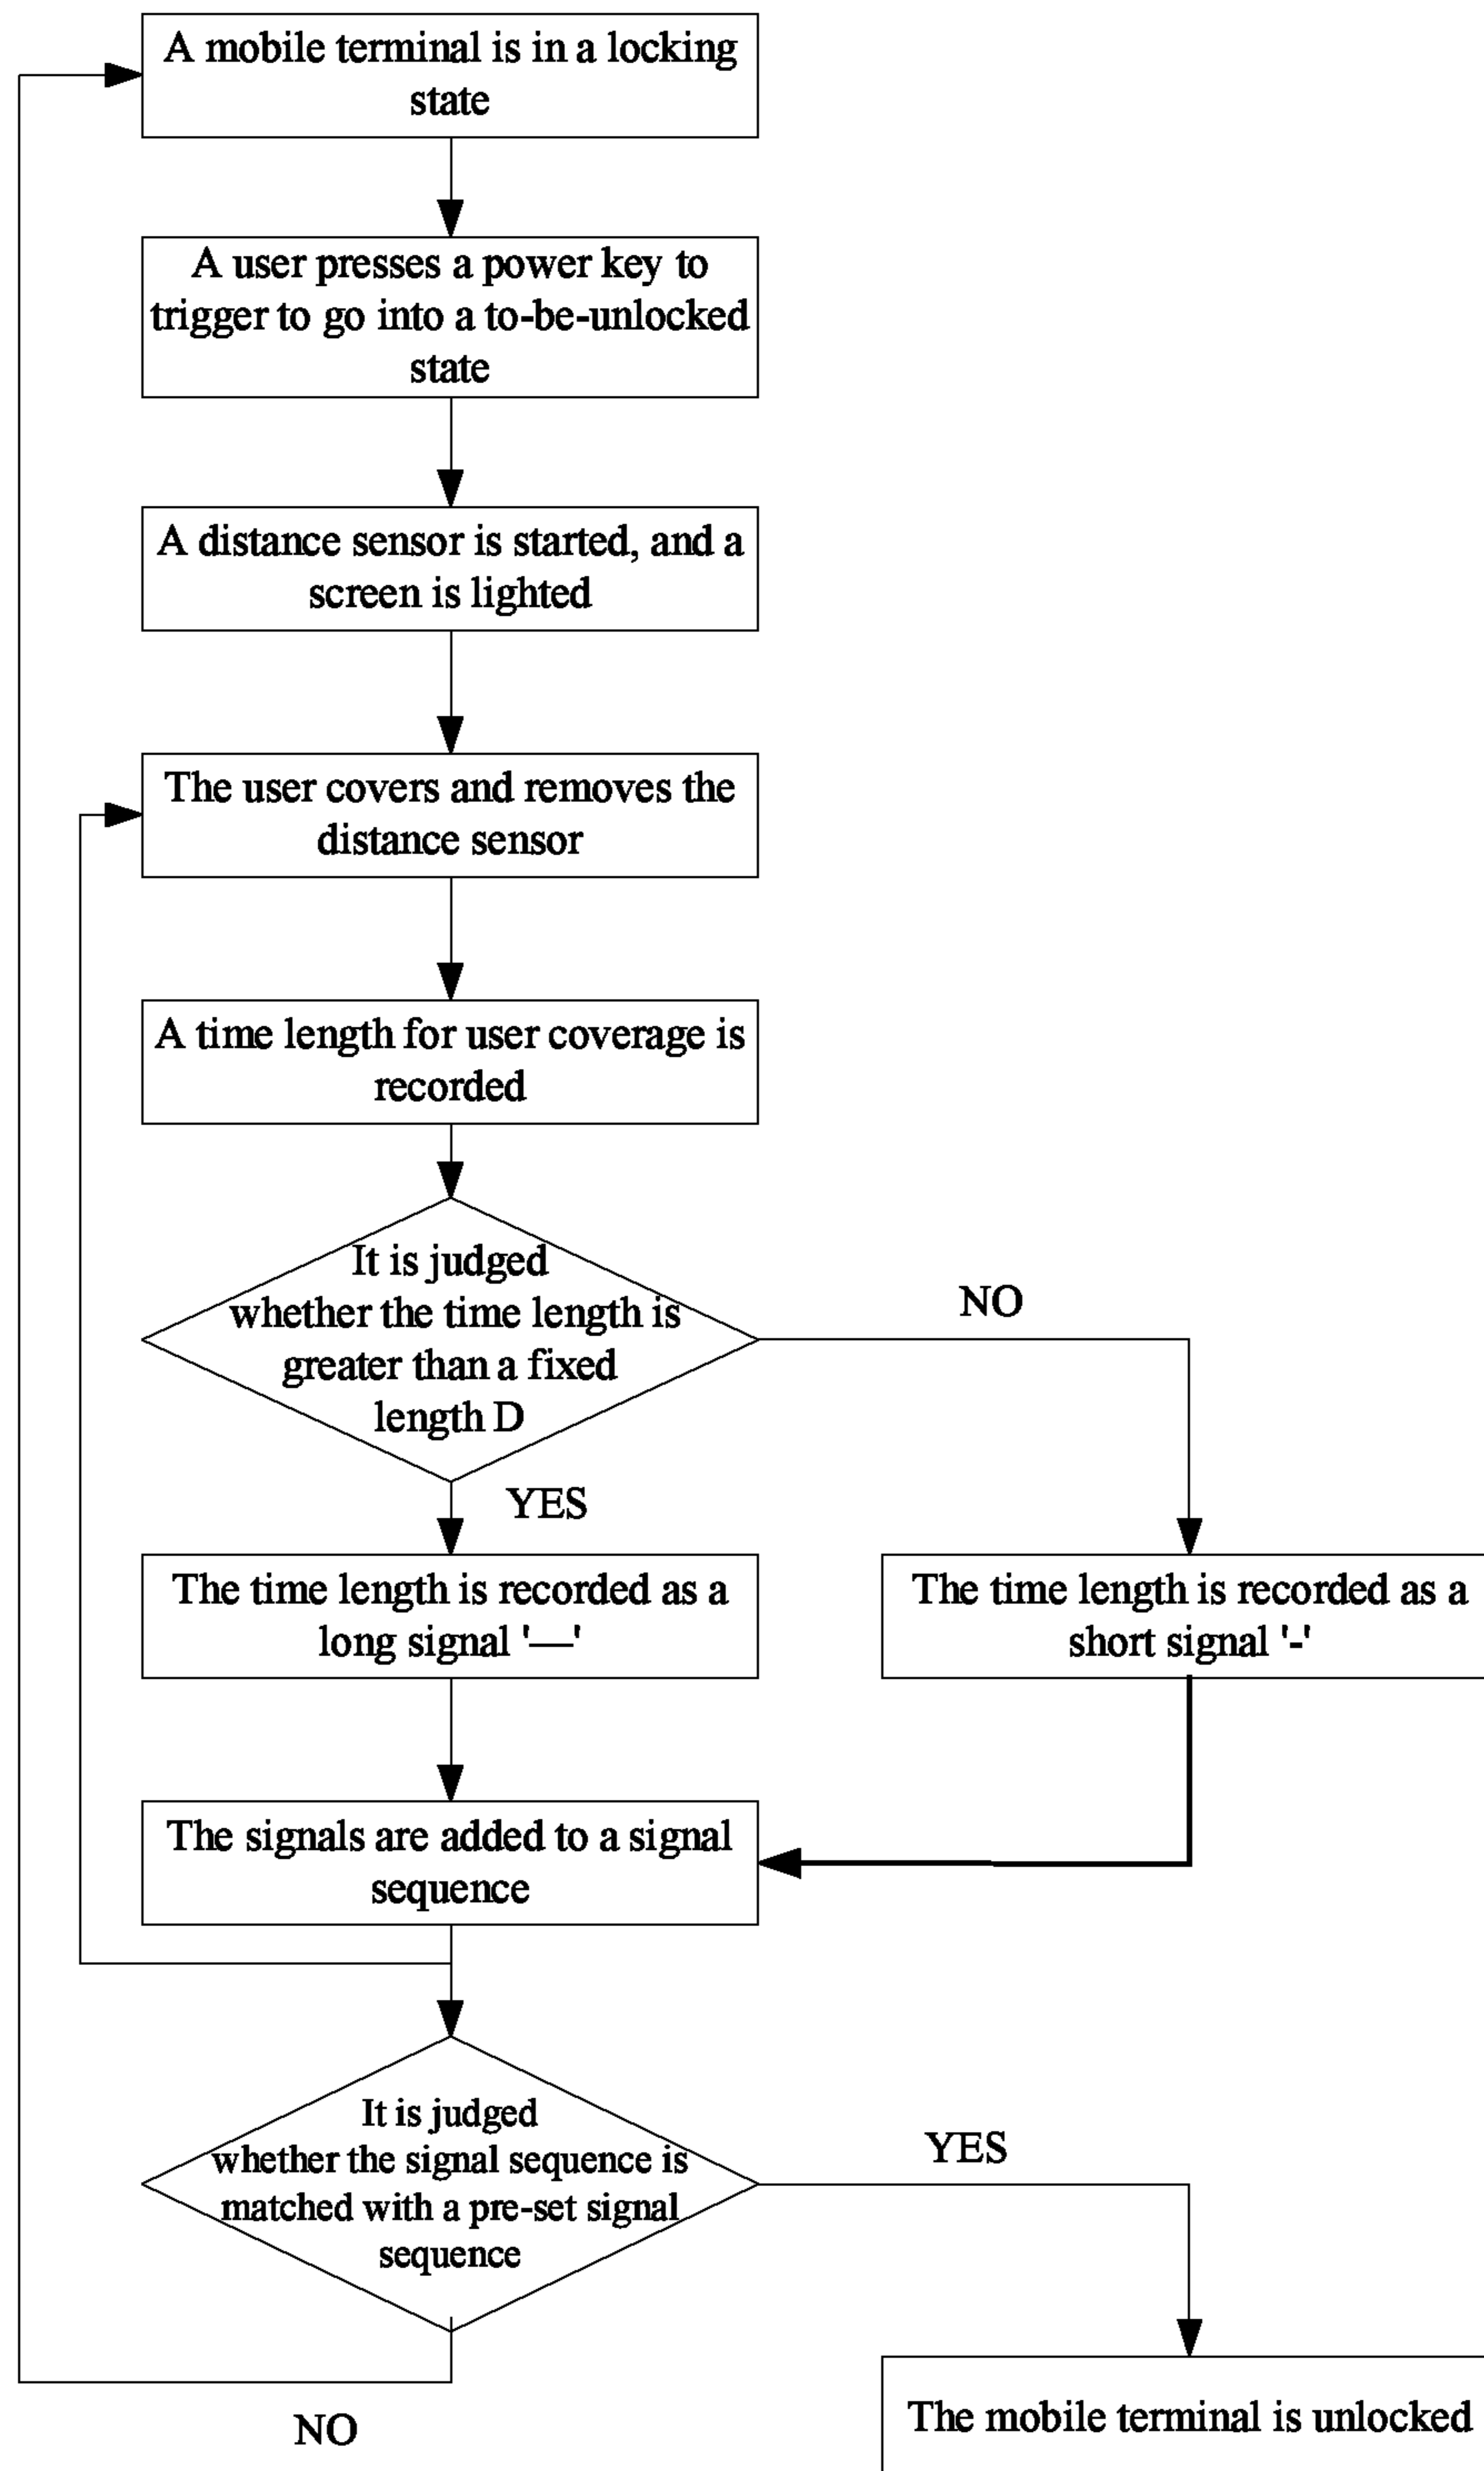 A mobile terminal is in a locking
state
A user presses a power key to
trigger to go into a to-be-unlocked
state
A distance sensor is started, and a
screen is lighted
The user covers and removes the
distance sensor
A time length for user coverage is
recorded
It is judged
whether the time length is
greater than a fixed
length D
NO
YES
The time length is recorded as a
long signal '—'
The time length is recorded as a
short signal '-'
The signals are added to a signal
sequence
It is judged
whether the signal sequence is
matched with a pre-set signal
sequence
YES
NO
The mobile terminal is unlocked